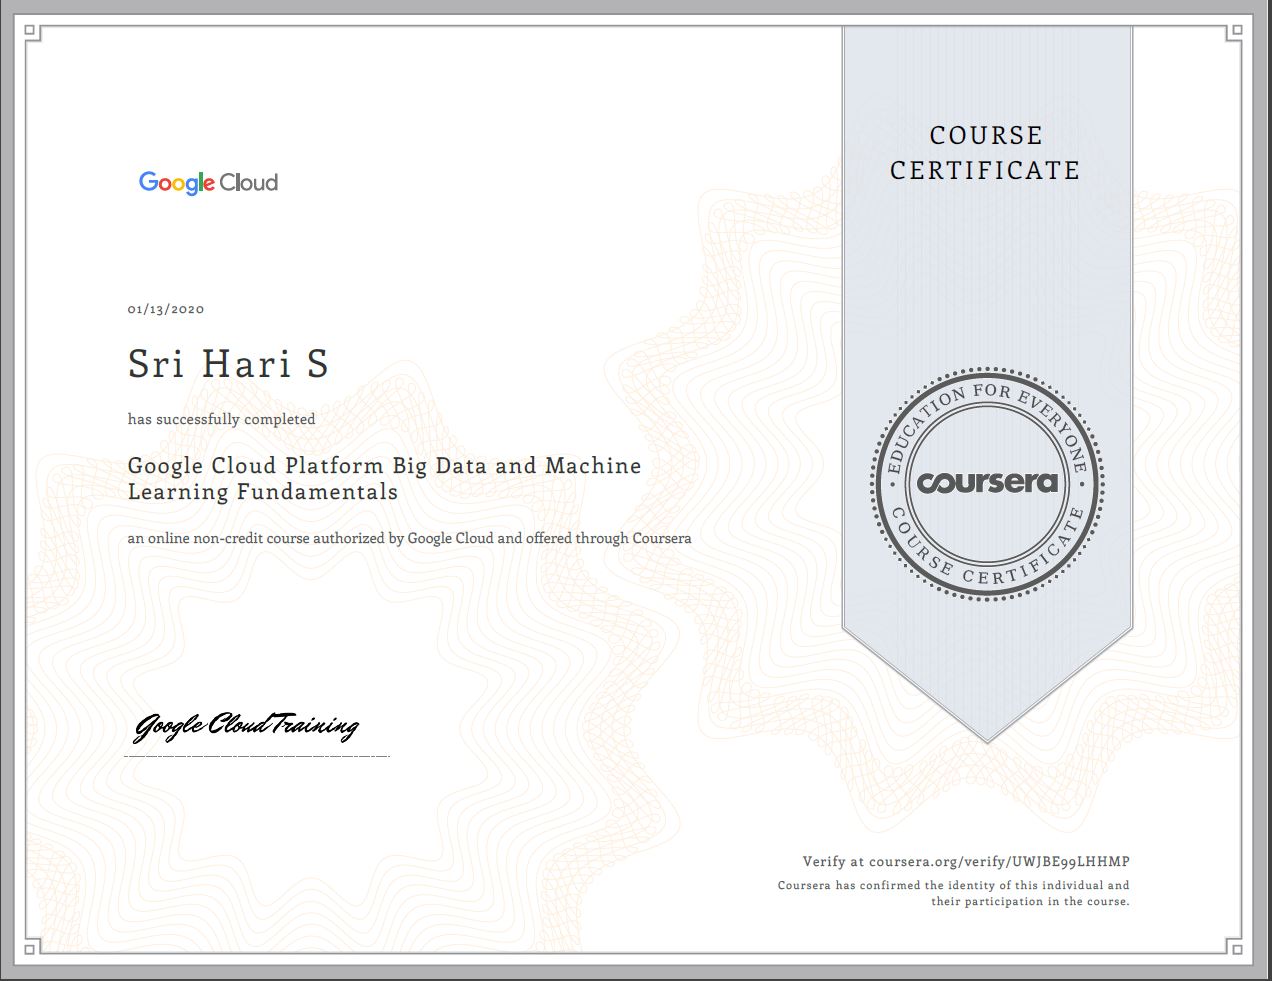 Google Cloud
COURSE
CERTIFICATE
01/13/2020
Sri Hari S
has successfully completed
Google Cloud Platform Big Data and Machine
Learning Fundamentals
an online non-credit course authorized by Google Cloud and offered through Coursera
EDUCATION FOR EVERYONE
coursera
COURSE CERTIFICATE
Google Cloud Training
Verify at coursera.org/verify/UWJBE99LHHMP
Coursera has confirmed the identity of this individual and
their participation in the course.